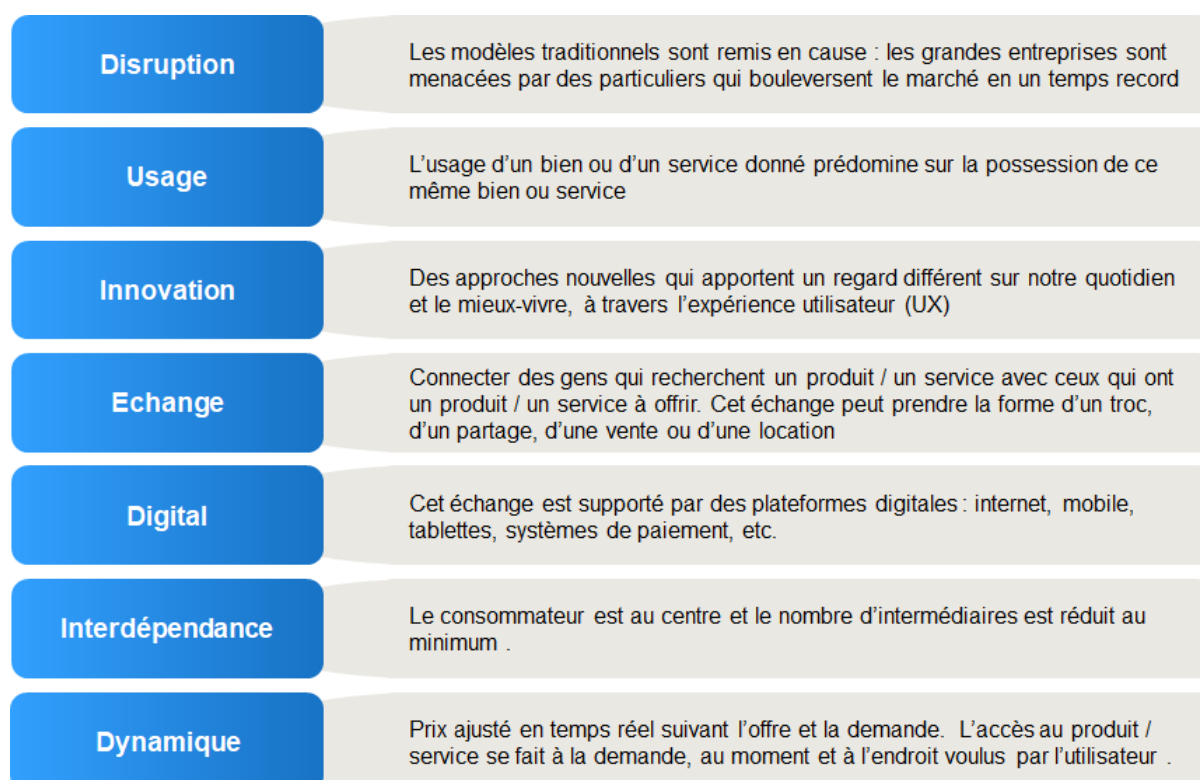 Disruption
Les modèles traditionnels sont remis en cause : les grandes entreprises sont
menacées par des particuliers qui bouleversent le marché en un temps record
Usage
L’usage d’un bien ou d’un service donné prédomine sur la possession de ce
même bien ou service
Innovation
Des approches nouvelles qui apportent un regard différent sur notre quotidien
et le mieux-vivre, à travers l’expérience utilisateur (UX)
Echange
Connecter des gens qui recherchent un produit / un service avec ceux qui ont
un produit / un service à offrir. Cet échange peut prendre la forme d’un troc,
d’un partage, d’une vente ou d’une location
Digital
Cet échange est supporté par des plateformes digitales : internet, mobile,
tablettes, systèmes de paiement, etc.
Interdépendance
Le consommateur est au centre et le nombre d’intermédiaires est réduit au
minimum .
Dynamique
Prix ajusté en temps réel suivant l’offre et la demande. L’accès au produit /
service se fait à la demande, au moment et à l’endroit voulus par l’utilisateur .